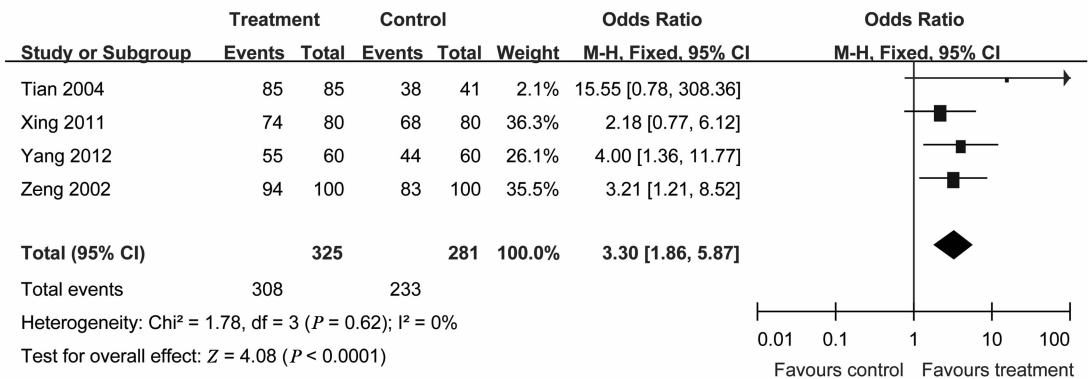 Treatment Control Odds Ratio Odds Ratio
Study or Subgroup Events Total Events Total Weight M-H, Fixed, 95% CI M-H, Fixed, 95% CI
Tian 2004 85 85 38 41 2.1% 15.55 [0.78, 308.36]
Xing 2011 74 80 68 80 36.3% 2.18 [0.77, 6.12]
Yang 2012 55 60 44 60 26.1% 4.00 [1.36, 11.77]
Zeng 2002 94 100 83 100 35.5% 3.21 [1.21, 8.52]
Total (95% CI) 325 281 100.0% 3.30 [1.86, 5.87]
Total events 308 233
Heterogeneity: Chi² = 1.78, df = 3 (P = 0.62); I² = 0%
Test for overall effect: Z = 4.08 (P < 0.0001)
0.01 0.1 1 10 100
Favours control Favours treatment